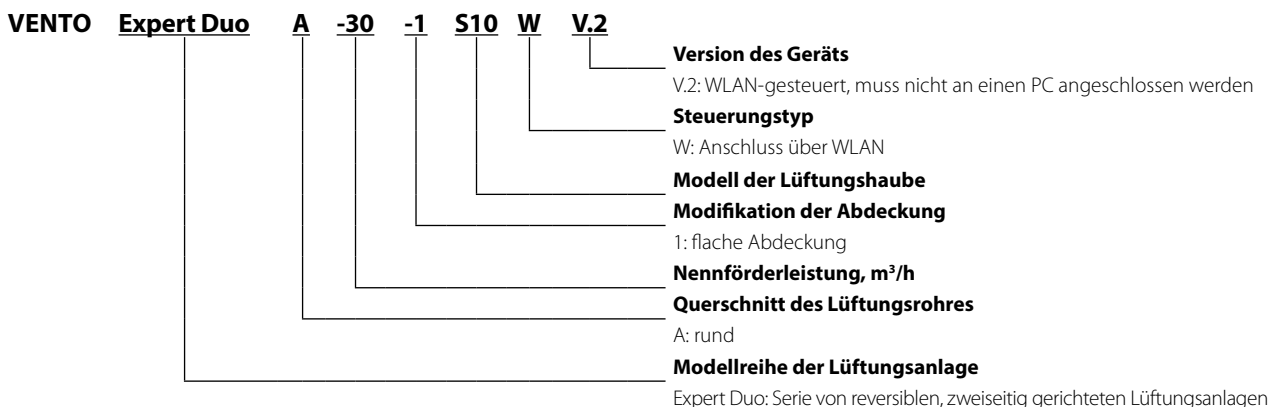 VENTO Expert Duo A -30 -1 S10 W V.2
Version des Geräts
V.2: WLAN-gesteuert, muss nicht an einen PC angeschlossen werden
Steuerungstyp
W: Anschluss über WLAN
Modell der Lüftungshaube
Modifikation der Abdeckung
1: flache Abdeckung
Nennförderleistung, m³/h
Querschnitt des Lüftungsrohres
A: rund
Modellreihe der Lüftungsanlage
Expert Duo: Serie von reversiblen, zweiseitig gerichteten Lüftungsanlagen